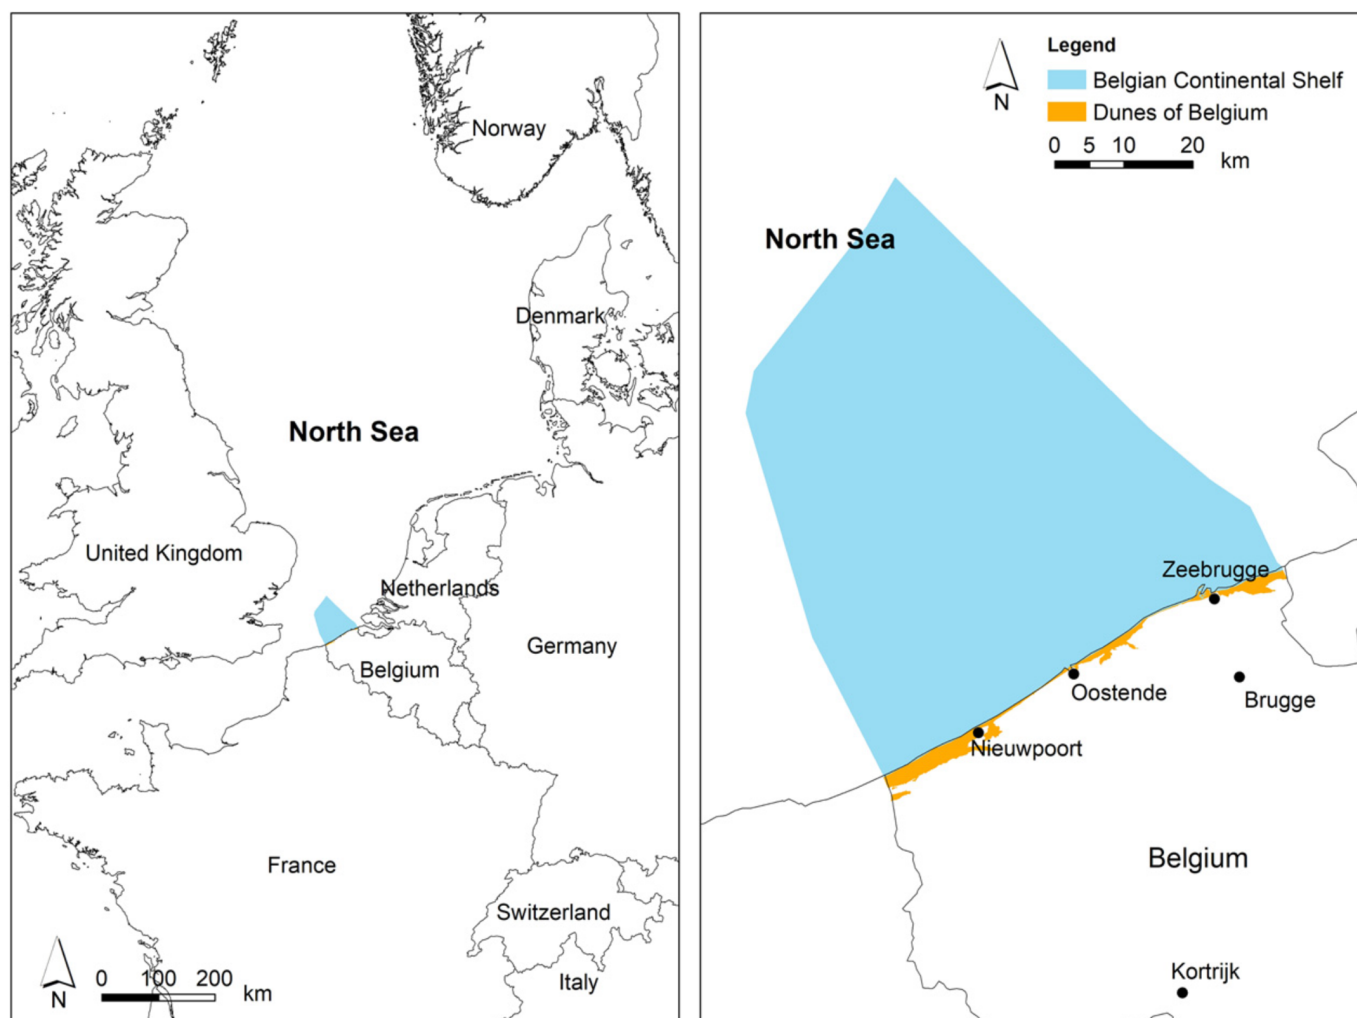 Norway
Denmark
North Sea
United Kingdom
Netherlands
Germany
Belgium
France
Switzerland
Italy
N
0 100 200
km
Legend
Belgian Continental Shelf
Dunes of Belgium
N
0 5 10 20
km
North Sea
Zeebrugge
Oostende
Brugge
Nieuwpoort
Belgium
Kortrijk